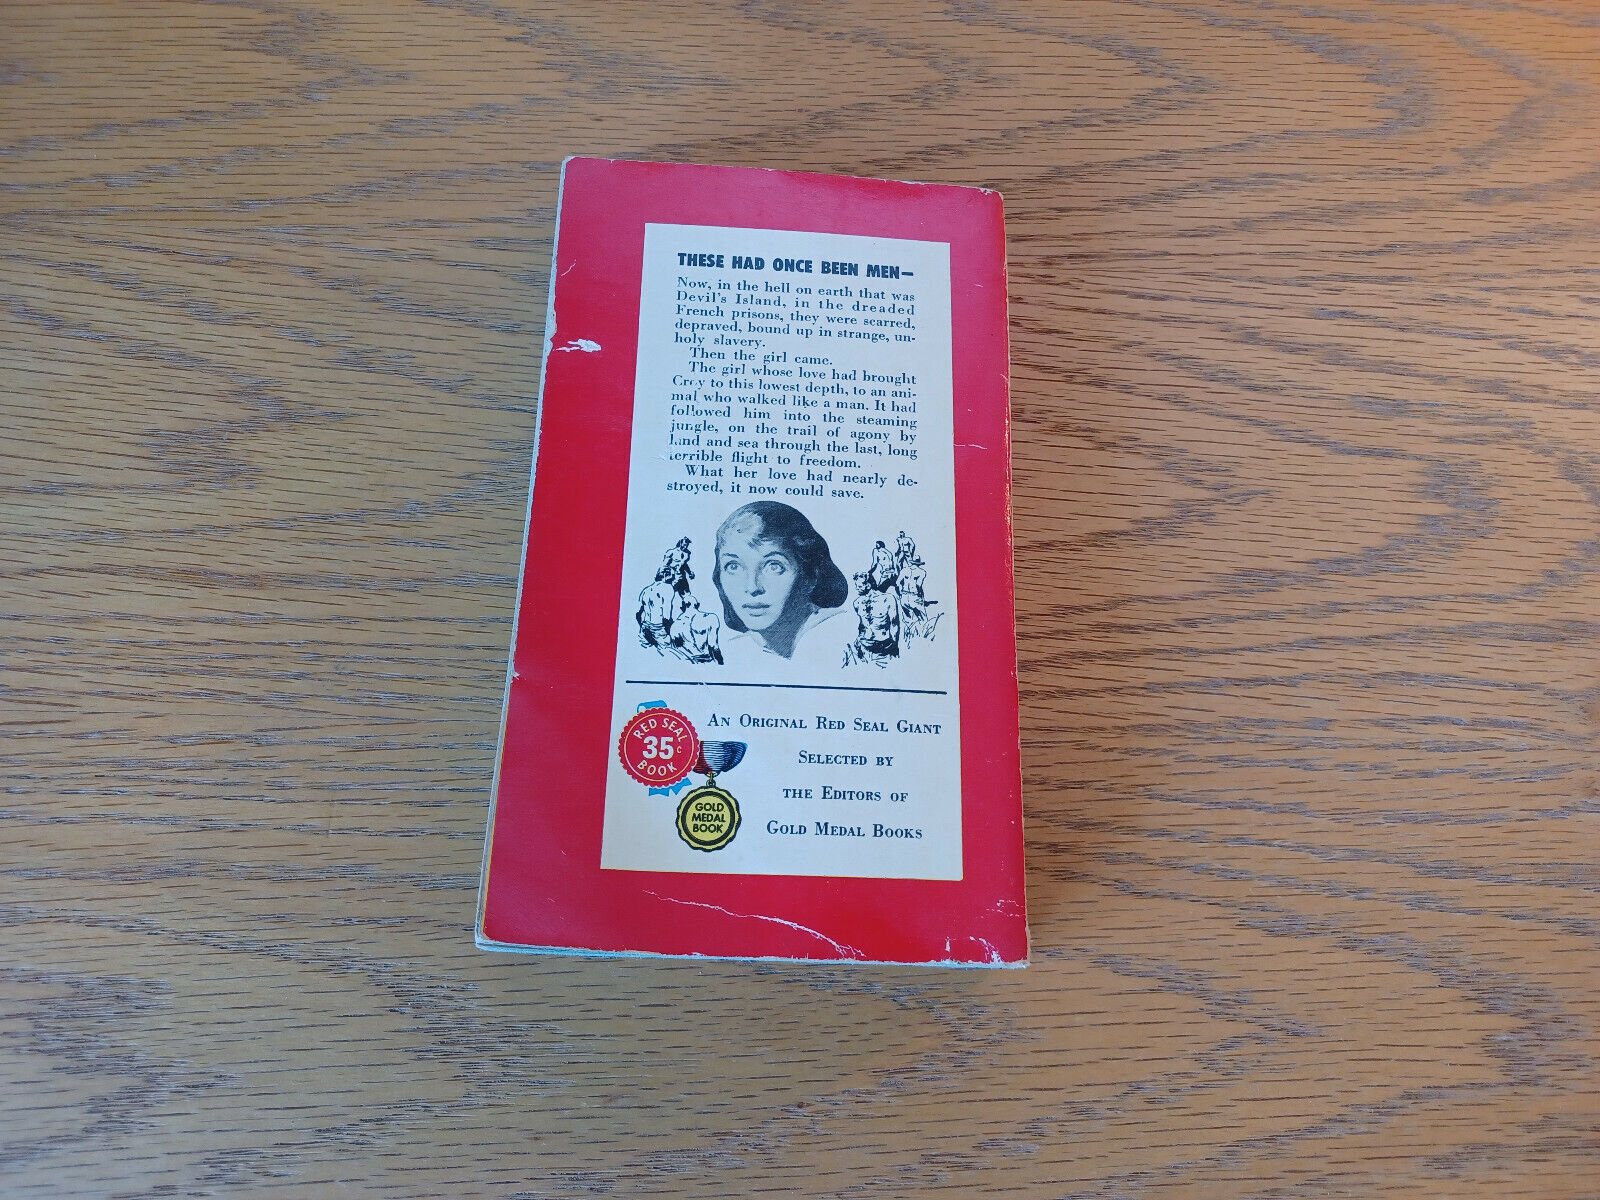 THESE HAD ONCE BEEN MEN—
Now, in the hell on earth that was
Devil's Island, in the dreaded
French prisons, they were scarred,
depraved, bound up in strange, un-
holy slavery.
Then the girl came.
The girl whose love had brought
Croy to this lowest depth, to an ani-
mal who walked like a man. It had
followed him into the steaming
jungle, on the trail of agony by
land and sea through the last, long
terrible flight to freedom.
What her love had nearly de-
stroyed, it now could save.
AN ORIGINAL RED SEAL GIANT
SELECTED BY
THE EDITORS OF
GOLD MEDAL BOOKS
RED SEAL
35c
BOOK
GOLD
MEDAL
BOOK